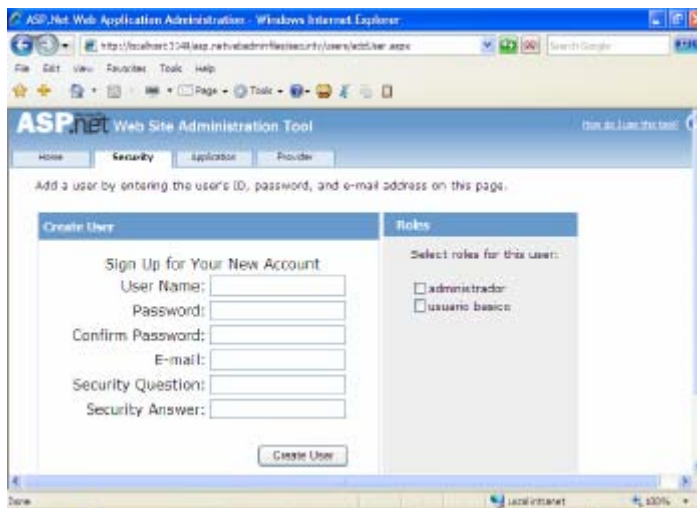 ASP.Net Web Application Administration - Windows Internet Explorer
File Edit View Favorites Tools Help
Page Tools
ASP.net Web Site Administration Tool
How do I use this tool?
Home Security Application Provider
Add a user by entering the user's ID, password, and e-mail address on this page.
Create User
Roles
Sign Up for Your New Account
Select roles for this user:
User Name:
administrador
Password:
usuario basico
Confirm Password:
E-mail:
Security Question:
Security Answer:
Create User
Done
Local intranet
100%